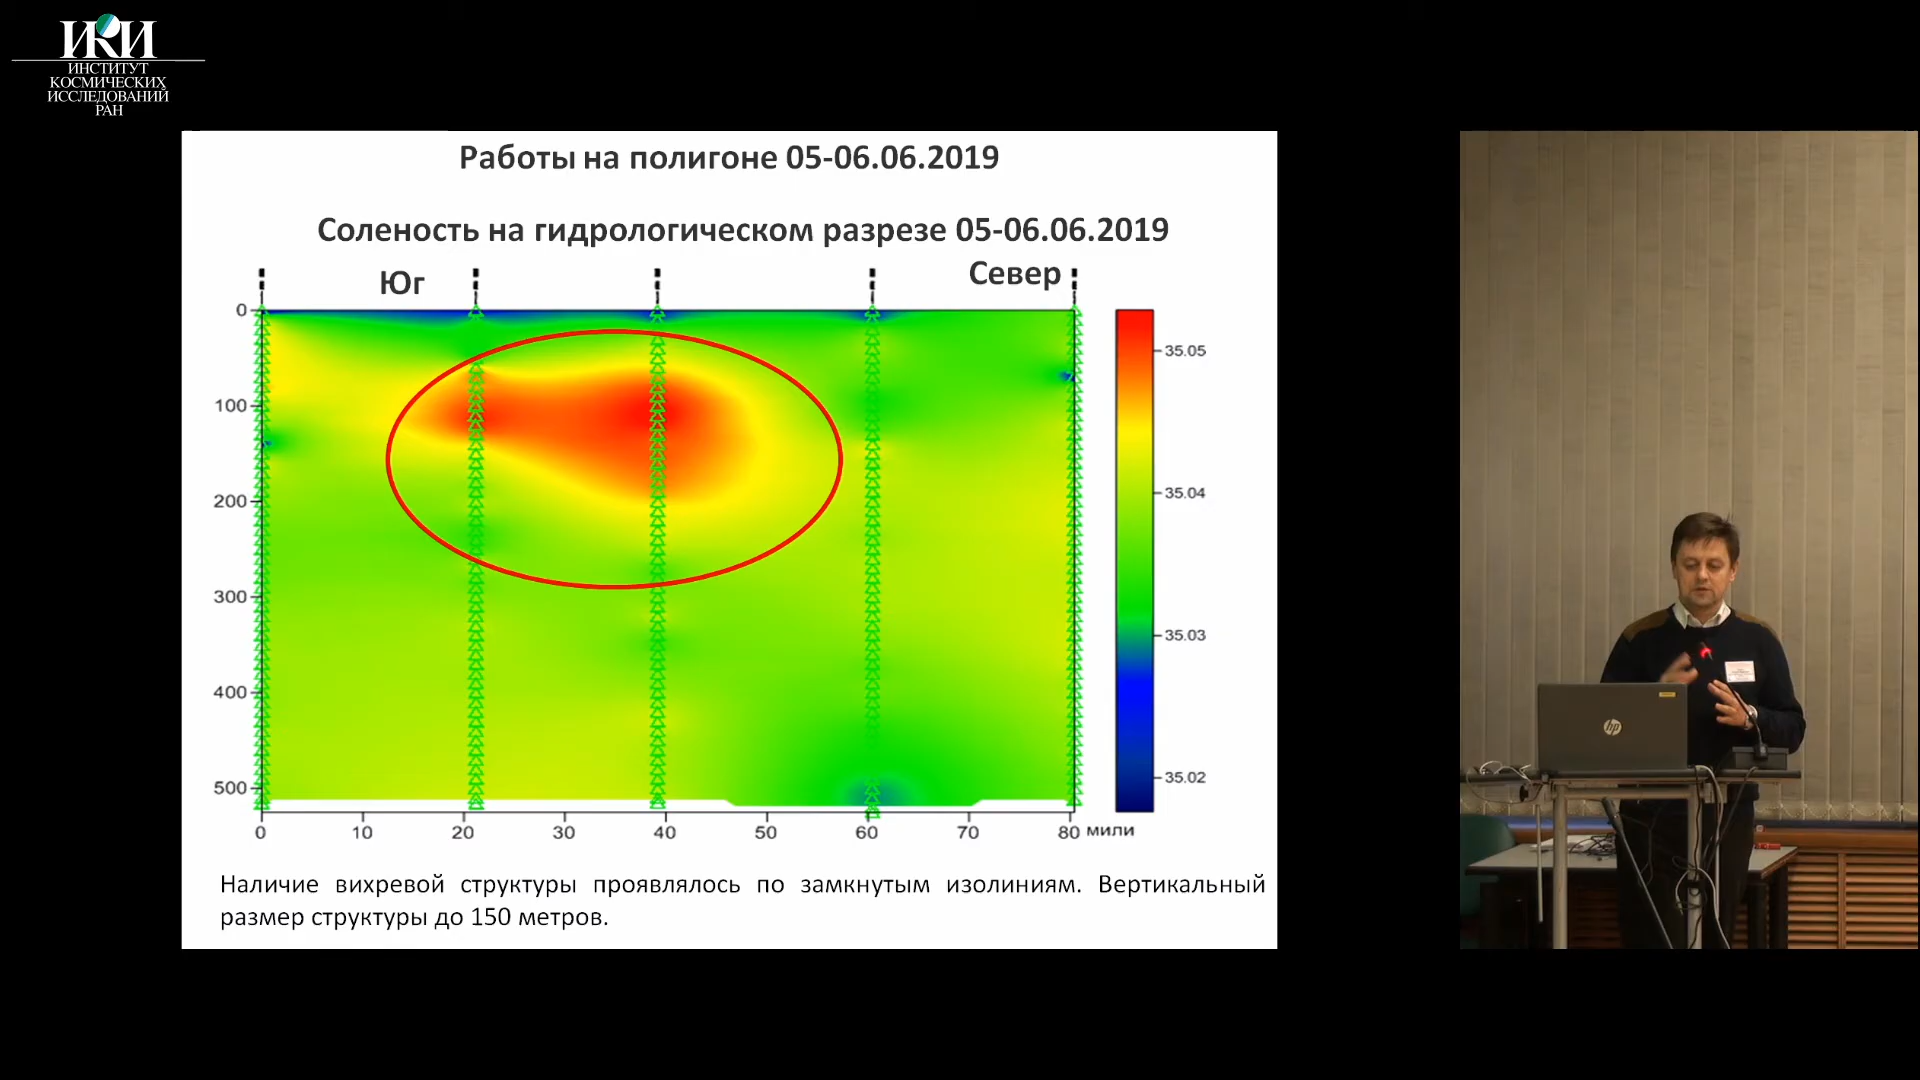 ИКИ
ИНСТИТУТ
КОСМИЧЕСКИХ
ИССЛЕДОВАНИЙ
РАН
Работы на полигоне 05-06.06.2019
Соленость на гидрологическом разрезе 05-06.06.2019
Юг
Север
0
100
200
300
400
500
0 10 20 30 40 50 60 70 80 мили
35.05
35.04
35.03
35.02
Наличие вихревой структуры проявлялось по замкнутым изолиниям. Вертикальный
размер структуры до 150 метров.
hp